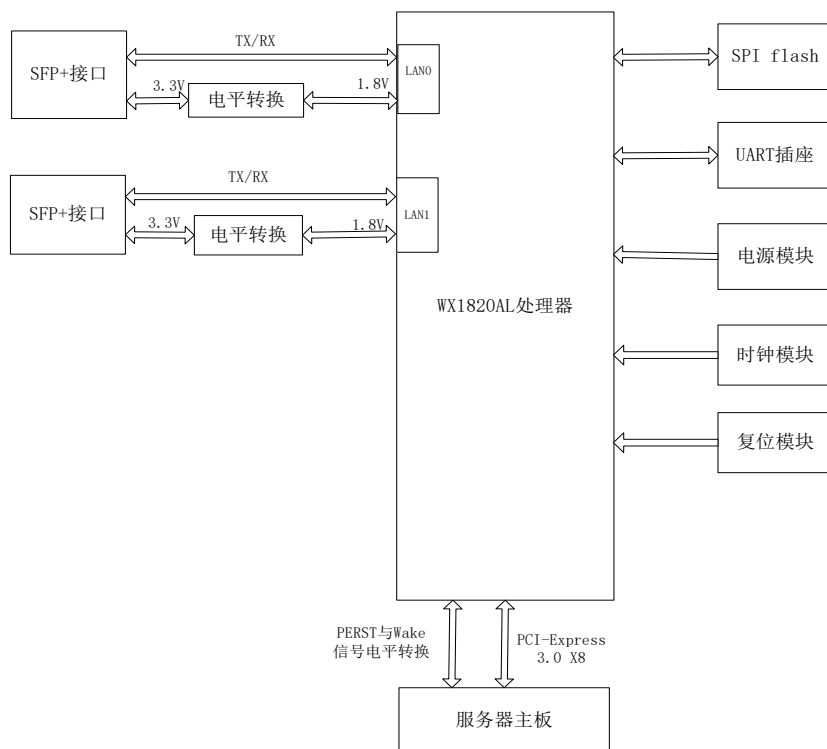 TX/RX
SFP+接口
3.3V
电平转换
1.8V
LAN0
TX/RX
SFP+接口
3.3V
电平转换
1.8V
LAN1
WX1820AL处理器
SPI flash
UART插座
电源模块
时钟模块
复位模块
PERST与Wake
信号电平转换
PCI-Express
3.0 X8
服务器主板